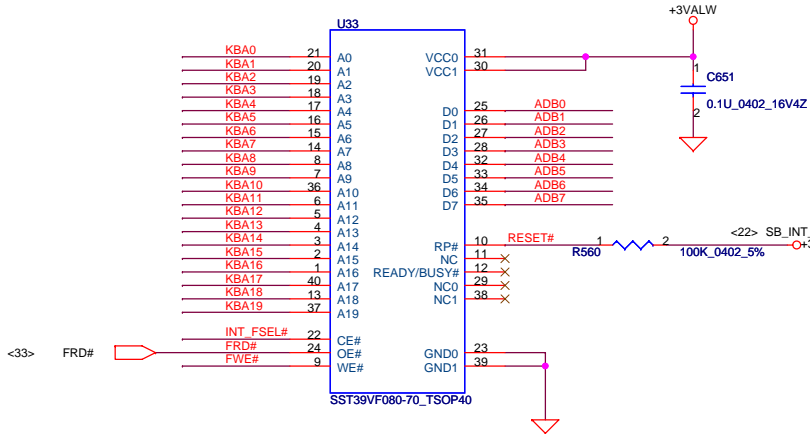 +3VALW
U33
KBA0 21 A0 VCC0 31
KBA1 20 A1 VCC1 30
KBA2 19 A2
KBA3 18 A3
KBA4 17 A4 D0 25 ADB0
KBA5 16 A5 D1 26 ADB1
KBA6 15 A6 D2 27 ADB2
KBA7 14 A7 D3 28 ADB3
KBA8 8 A8 D4 32 ADB4
KBA9 7 A9 D5 33 ADB5
KBA10 36 A10 D6 34 ADB6
KBA11 6 A11 D7 35 ADB7
KBA12 5 A12
KBA13 4 A13
KBA14 3 A14 RP# 10 RESET#
KBA15 2 A15 NC 11
KBA16 1 A16 READY/BUSY# 12
KBA17 40 A17 NC0 29
KBA18 13 A18 NC1 38
KBA19 37 A19
INT_FSEL# 22 CE#
FRD# 24 OE# GND0 23
FWE# 9 WE# GND1 39
<33> FRD#
SST39VF080-70_TSOP40
1
C651
0.1U_0402_16V4Z
2
<22> SB_INT_
1 2
R560 100K_0402_5%
+3